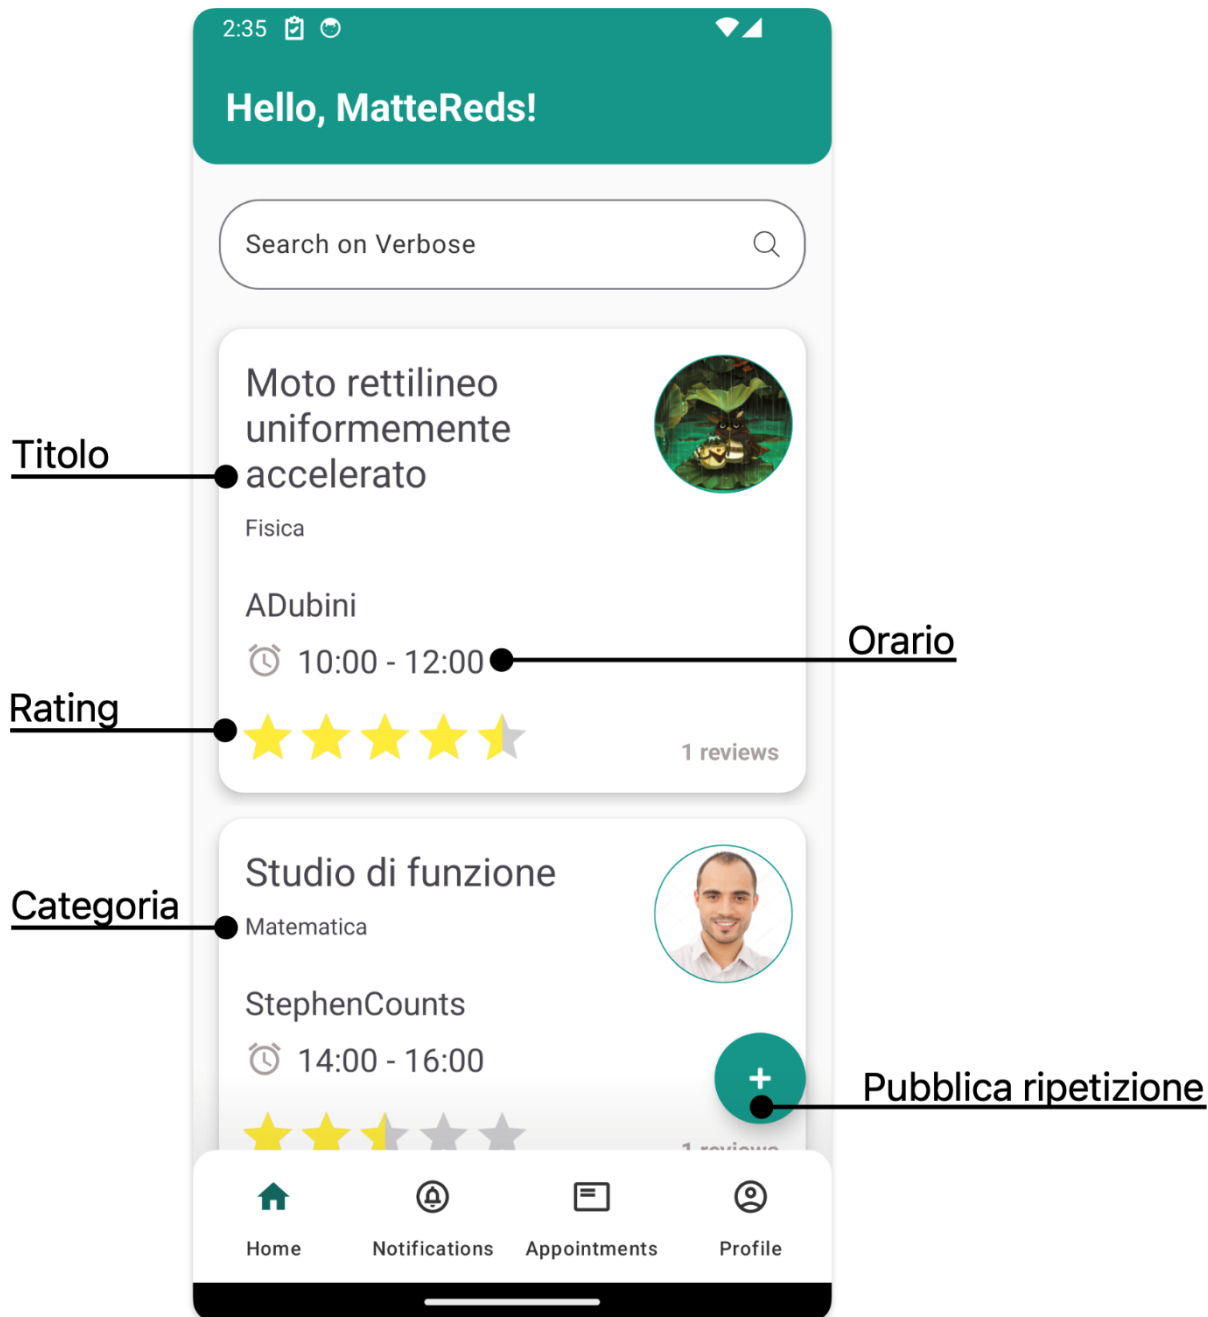 2:35
Hello, MatteReds!
Search on Verbose
Moto rettilineo
uniformemente
accelerato
Titolo
Fisica
ADubini
10:00 - 12:00
Orario
Rating
1 reviews
Studio di funzione
Categoria
Matematica
StephenCounts
14:00 - 16:00
+
Pubblica ripetizione
1 reviews
Home
Notifications
Appointments
Profile